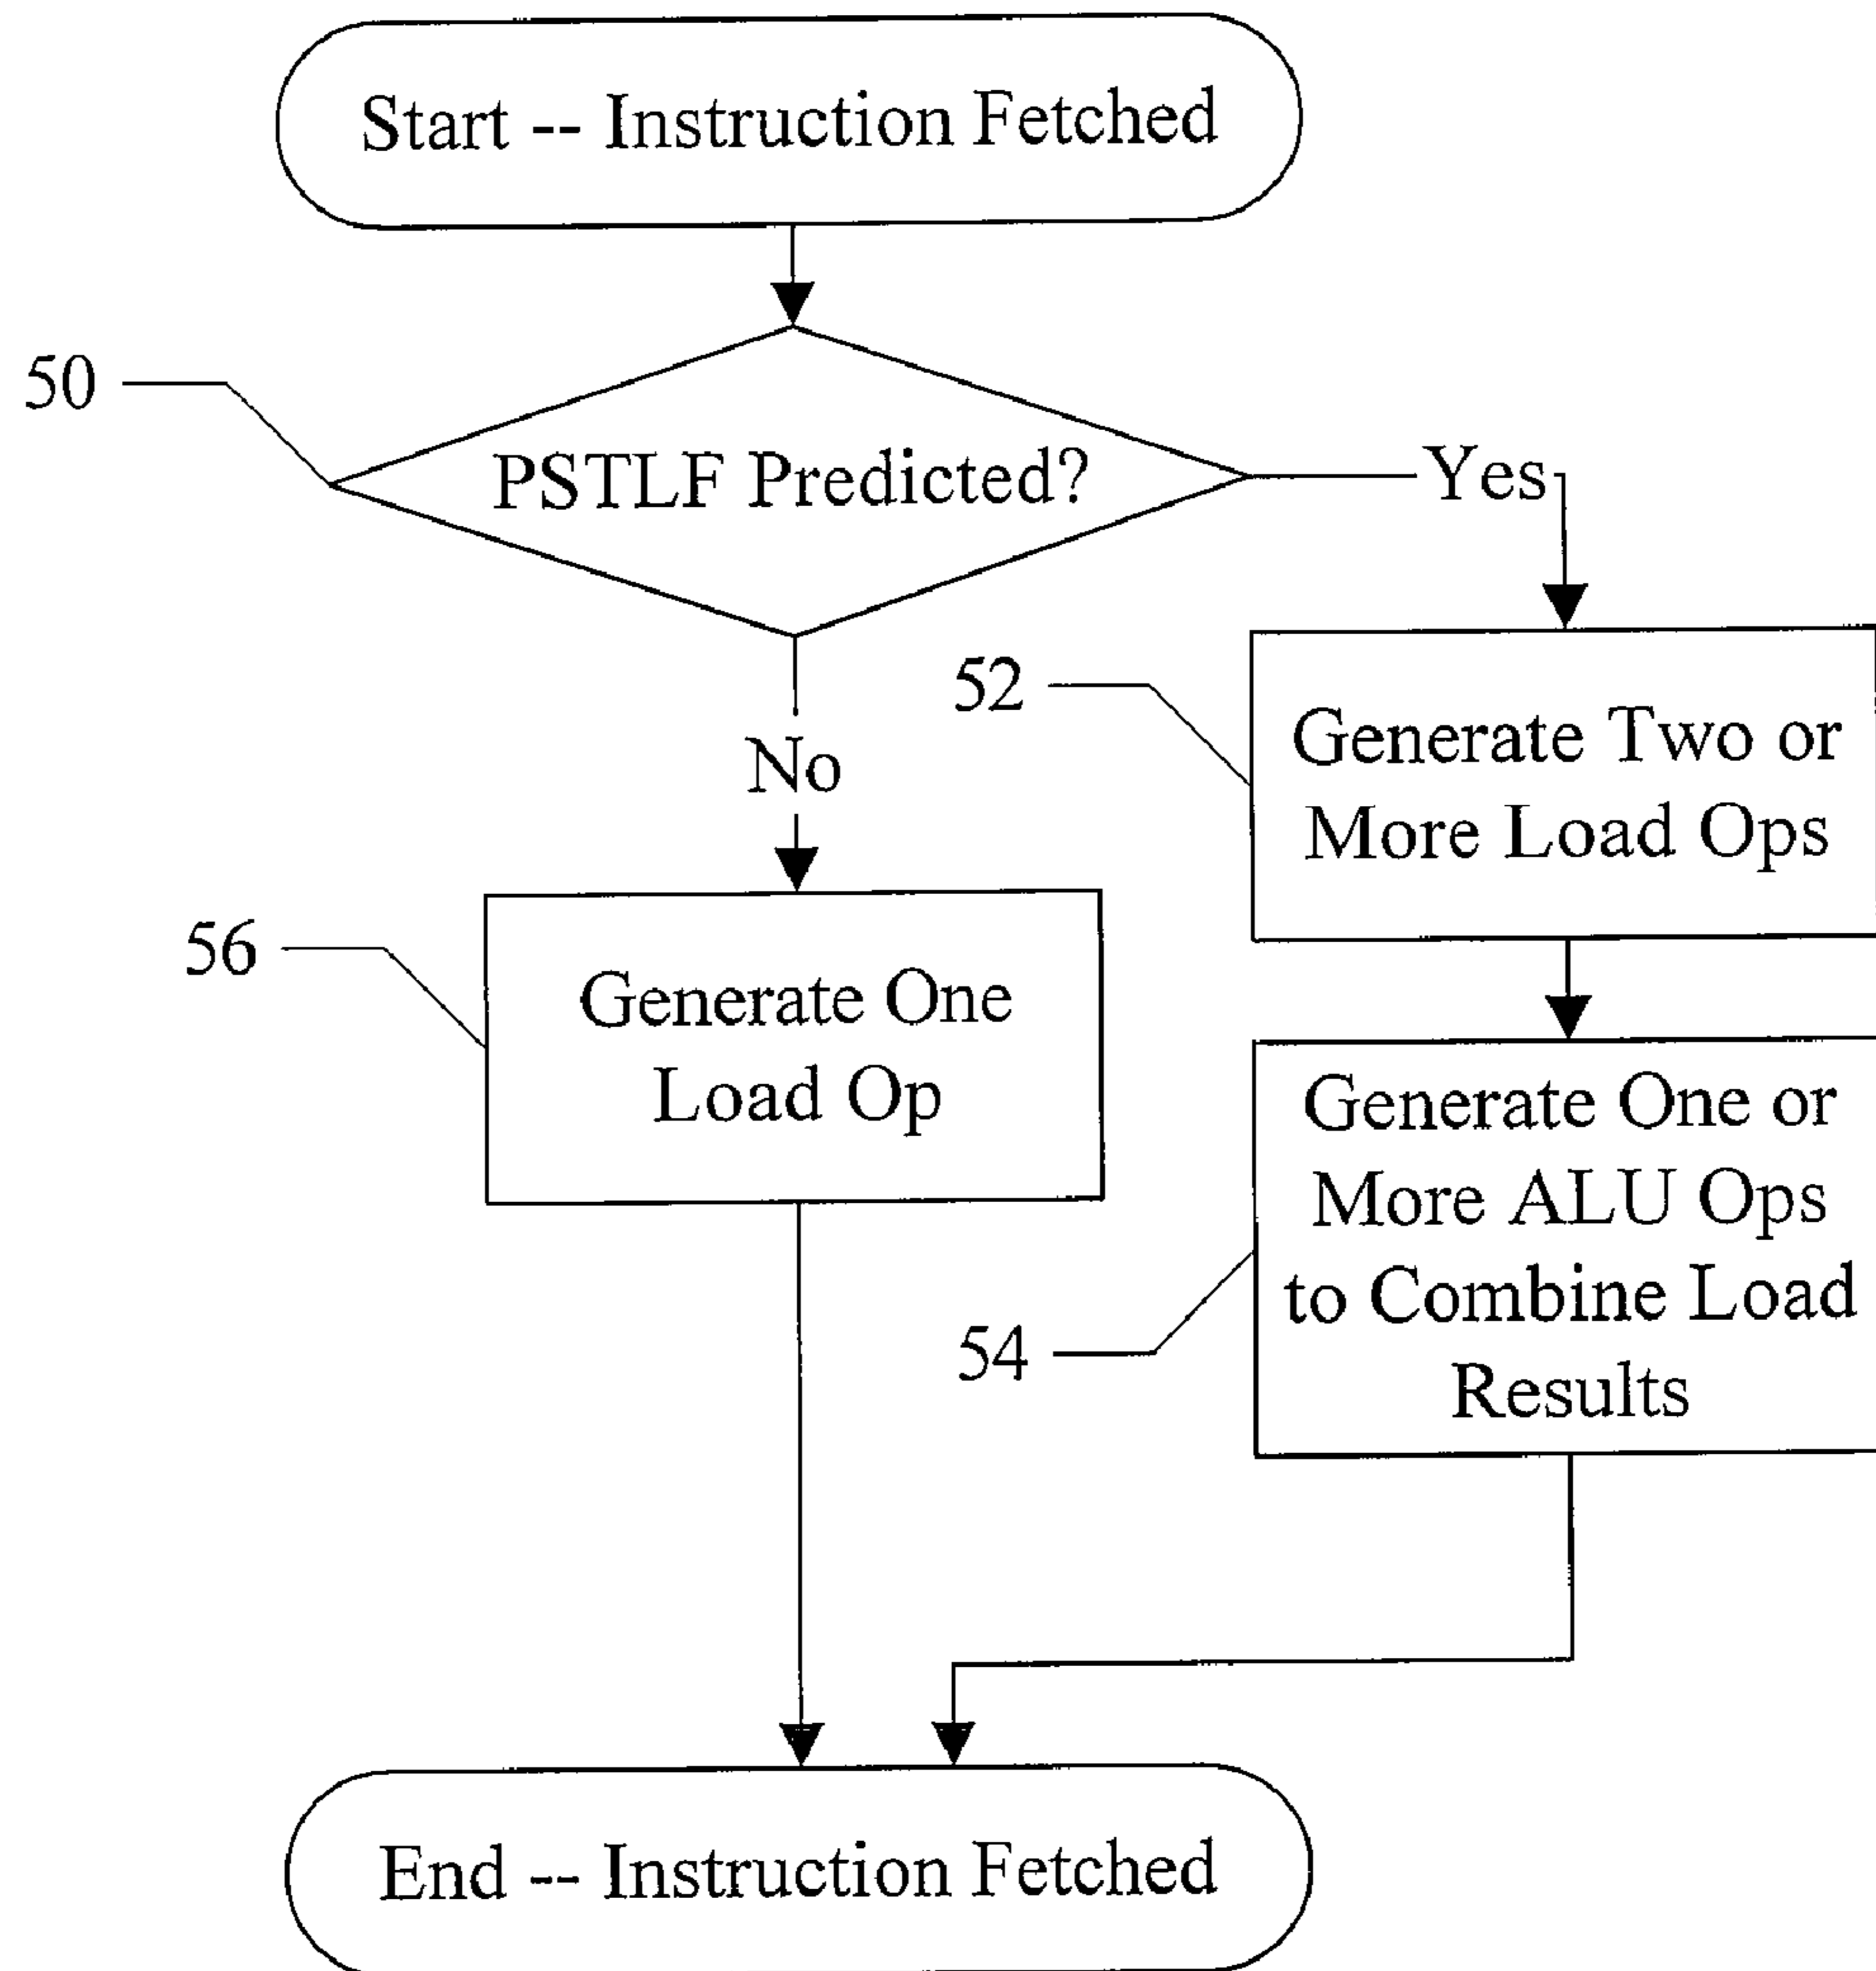 Start -- Instruction Fetched
50
PSTLF Predicted?
Yes
No
52
Generate Two or
More Load Ops
56
Generate One
Load Op
54
Generate One or
More ALU Ops
to Combine Load
Results
End -- Instruction Fetched